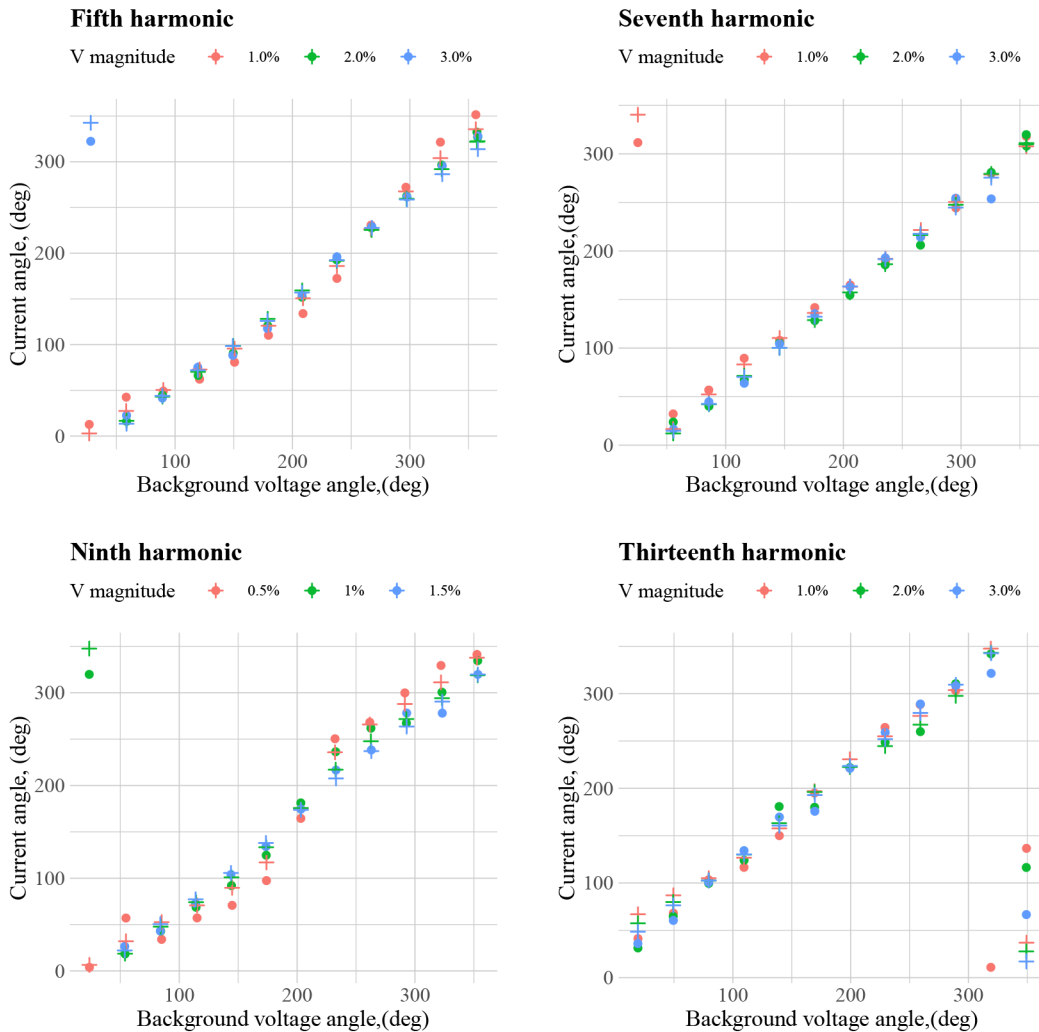 Fifth harmonic
V magnitude 1.0% 2.0% 3.0%
300
200
100
0
Current angle, (deg)
100 200 300
Background voltage angle,(deg)
Seventh harmonic
V magnitude 1.0% 2.0% 3.0%
300
200
100
0
Current angle,(deg)
100 200 300
Background voltage angle,(deg)
Ninth harmonic
V magnitude 0.5% 1% 1.5%
300
200
100
0
Current angle, (deg)
100 200 300
Background voltage angle,(deg)
Thirteenth harmonic
V magnitude 1.0% 2.0% 3.0%
300
200
100
0
Current angle, (deg)
100 200 300
Background voltage angle,(deg)